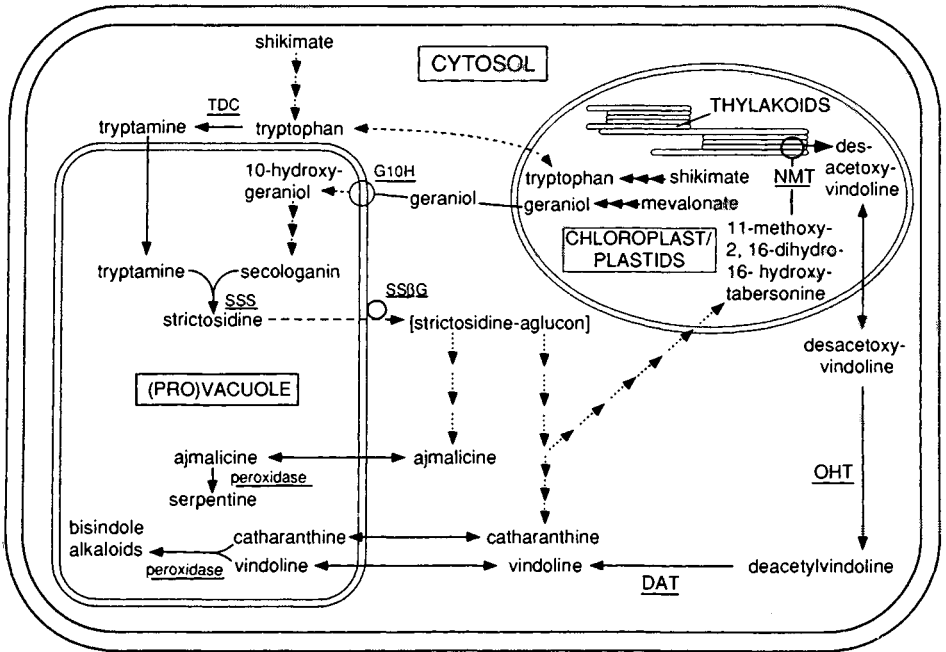 shikimate
CYTOSOL
TDC
tryptamine
tryptophan
THYLAKOIDS
des-
acetoxy-
vindoline
NMT
10-hydroxy-
geraniol
G10H
geraniol
tryptophan
shikimate
geraniol
mevalonate
CHLOROPLAST/
PLASTIDS
11-methoxy-
2, 16-dihydro-
16- hydroxy-
tabersonine
tryptamine
secologanin
SSS
strictosidine
SSβG
[strictosidine-aglucon]
desacetoxy-
vindoline
(PRO)VACUOLE
ajmalicine
ajmalicine
peroxidase
serpentine
OHT
bisindole
alkaloids
catharanthine
catharanthine
peroxidase
vindoline
vindoline
DAT
deacetylvindoline